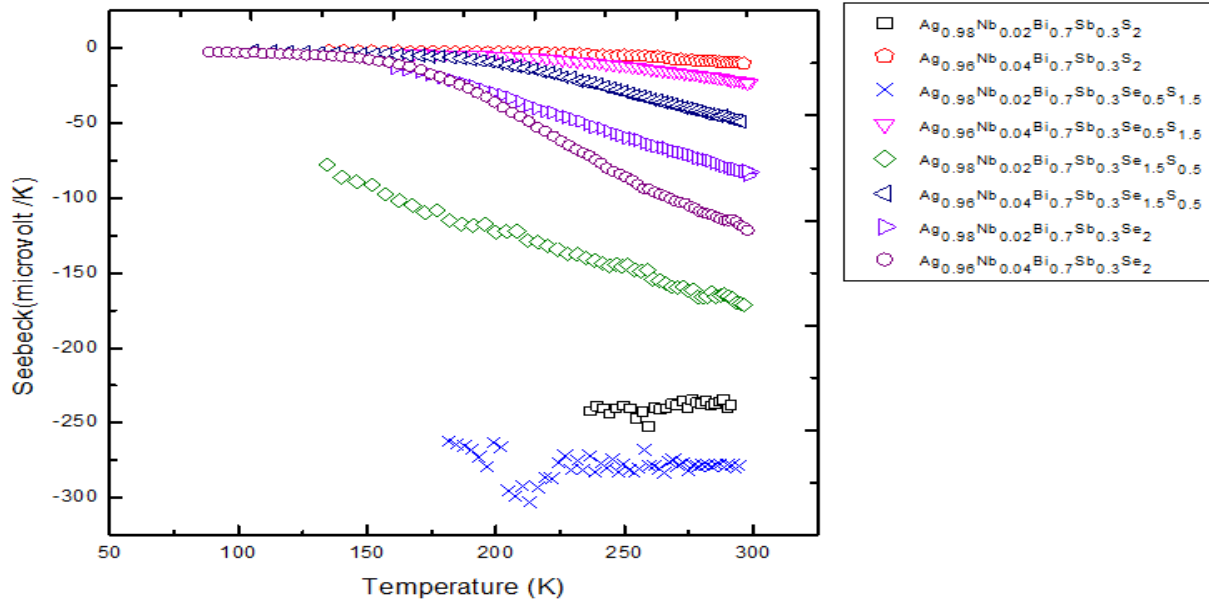 0
-50
-100
-150
-200
-250
-300
Seebeck(microvolt /K)
50
100
150
200
250
300
Temperature (K)
Ag0.98Nb0.02Bi0.7Sb0.3S2
Ag0.96Nb0.04Bi0.7Sb0.3S2
Ag0.98Nb0.02Bi0.7Sb0.3Se0.5S1.5
Ag0.96Nb0.04Bi0.7Sb0.3Se0.5S1.5
Ag0.98Nb0.02Bi0.7Sb0.3Se1.5S0.5
Ag0.96Nb0.04Bi0.7Sb0.3Se1.5S0.5
Ag0.98Nb0.02Bi0.7Sb0.3Se2
Ag0.96Nb0.04Bi0.7Sb0.3Se2